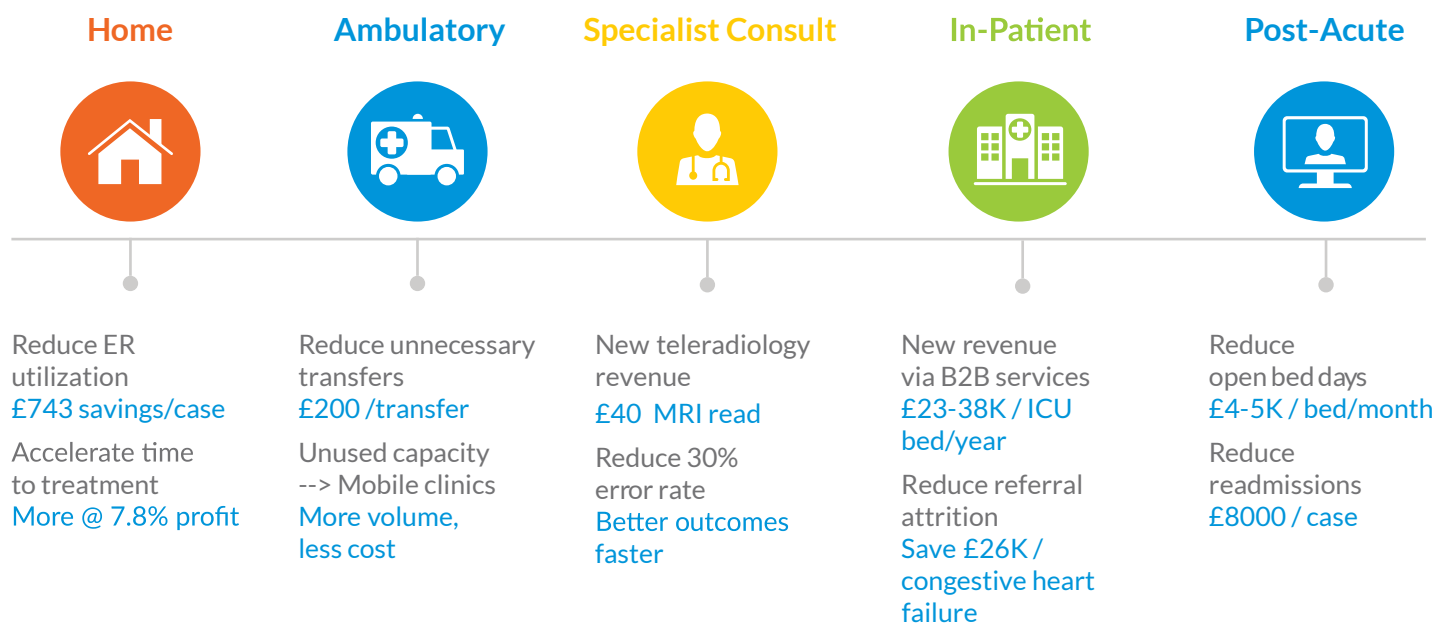 Home
Ambulatory
Specialist Consult
In-Patient
Post-Acute
Reduce ER
utilization
£743 savings/case
Accelerate time
to treatment
More @ 7.8% profit
Reduce unnecessary
transfers
£200 /transfer
Unused capacity
--> Mobile clinics
More volume,
less cost
New teleradiology
revenue
£40 MRI read
Reduce 30%
error rate
Better outcomes
faster
New revenue
via B2B services
£23-38K / ICU
bed/year
Reduce referral
attrition
Save £26K /
congestive heart
failure
Reduce
open bed days
£4-5K / bed/month
Reduce
readmissions
£8000 / case